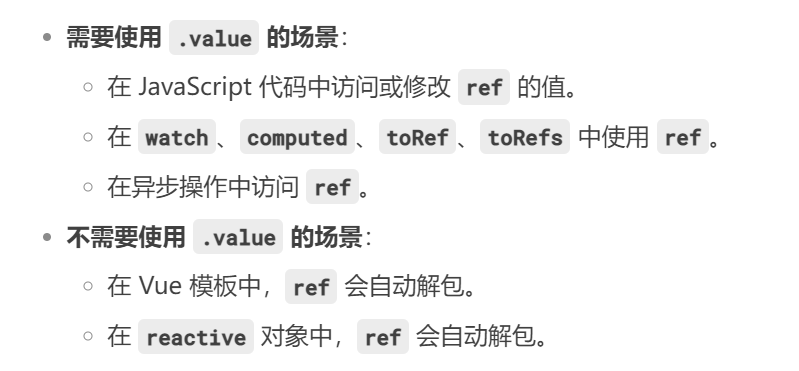 需要使用 .value 的场景:
在 JavaScript 代码中访问或修改 ref 的值。
在 watch、computed、toRef、toRefs 中使用 ref。
在异步操作中访问 ref。
不需要使用 .value 的场景:
在 Vue 模板中，ref 会自动解包。
在 reactive 对象中，ref 会自动解包。